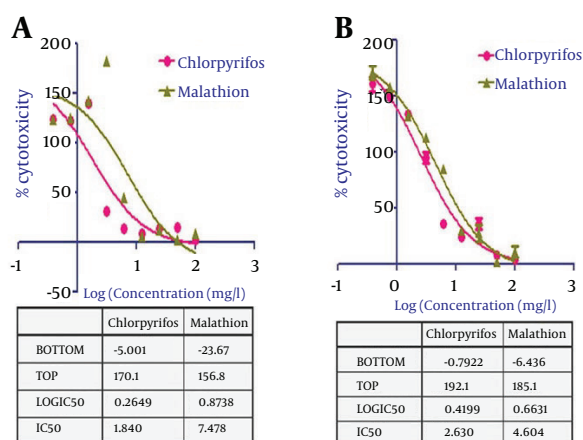 A
200
150
100
50
-50
-1
1
2
3
% cytotoxicity
Chlorpyrifos
Malathion
Log (Concentration (mg/l)
Chlorpyrifos Malathion
BOTTOM -5.001 -23.67
TOP 170.1 156.8
LOGIC50 0.2649 0.8738
IC50 1.840 7.478
B
200
150
100
50
-1
0
1
2
3
% cytotoxicity
Chlorpyrifos
Malathion
Log (Concentration (mg/l)
Chlorpyrifos Malathion
BOTTOM -0.7922 -6.436
TOP 192.1 185.1
LOGIC50 0.4199 0.6631
IC50 2.630 4.604